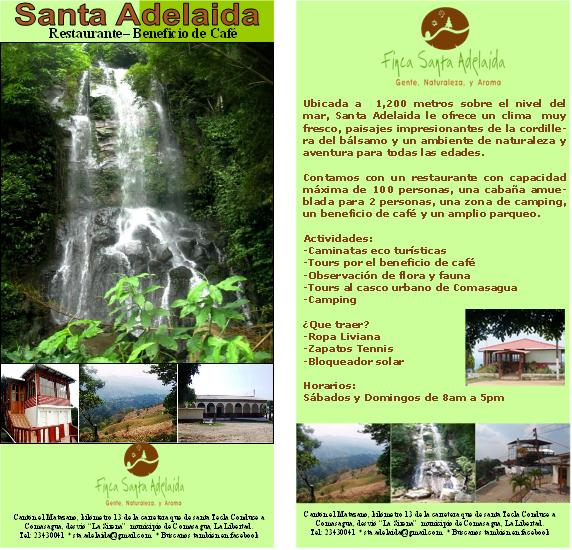 Santa Adelaida
Restaurante– Beneficio de Café
Finca Santa Adelaida
Gente, Naturaleza, y Aroma
Canton el Matazano, kilometro 13 de la carretera que de santa Tecla Conduce a
Comasagua, desvio "La Sirena" municipio de Comasagua, La Libertad.
Tel: 23430041 * sta.adelaida@gmail.com * Buscanos tambien en facebook
Finca Santa Adelaida
Gente, Naturaleza, y Aroma
Ubicada a 1,200 metros sobre el nivel del
mar, Santa Adelaida le ofrece un clima muy
fresco, paisajes impresionantes de la cordille-
ra del bálsamo y un ambiente de naturaleza y
aventura para todas las edades.
Contamos con un restaurante con capacidad
máxima de 100 personas, una cabaña amue-
blada para 2 personas, una zona de camping,
un beneficio de café y un amplio parqueo.
Actividades:
-Caminatas eco turísticas
-Tours por el beneficio de café
-Observación de flora y fauna
-Tours al casco urbano de Comasagua
-Camping
¿Que traer?
-Ropa Liviana
-Zapatos Tennis
-Bloqueador solar
Horarios:
Sábados y Domingos de 8am a 5pm
Canton el Matazano, kilometro 13 de la carretera que de santa Tecla Conduce a
Comasagua, desvio "La Sirena" municipio de Comasagua, La Libertad.
Tel: 23430041 * sta.adelaida@gmail.com * Buscanos tambien en facebook